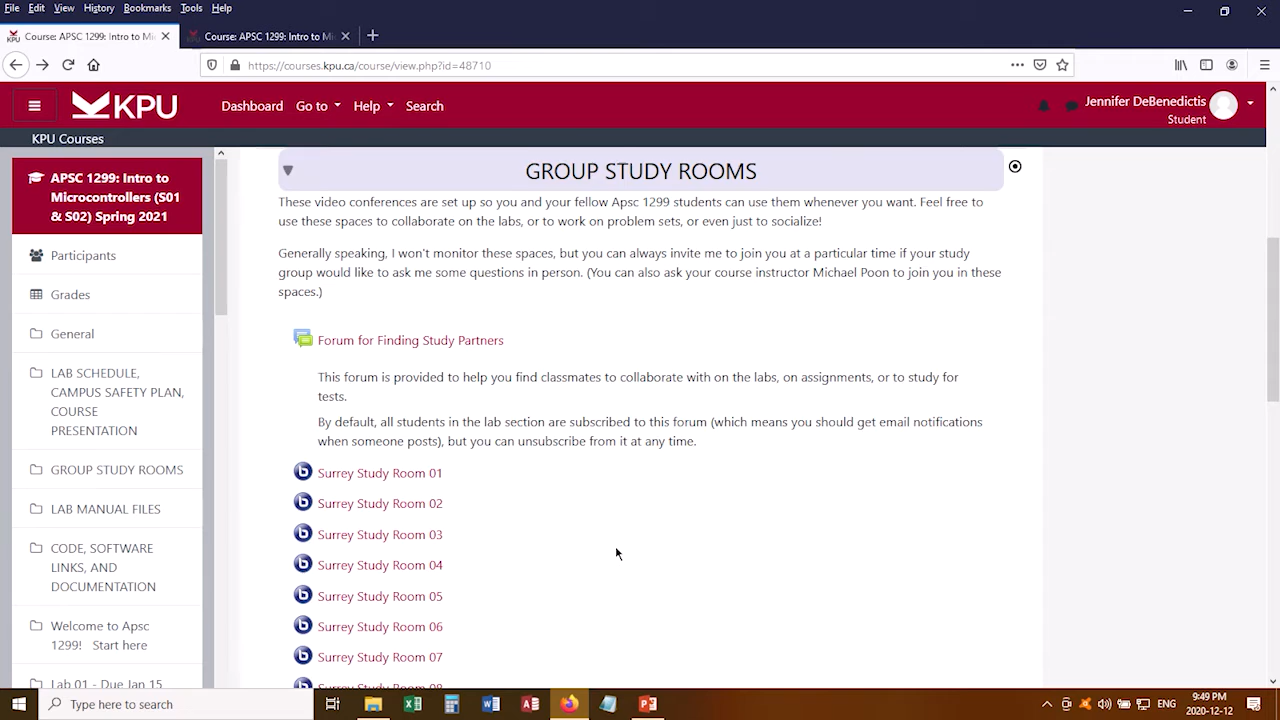 File Edit View History Bookmarks Tools Help
Course: APSC 1299: Intro to Mi
Course: APSC 1299: Intro to Mi
https://courses.kpu.ca/course/view.php?id=48710
KPU
Dashboard Go to Help Search
Jennifer DeBenedictis
Student
KPU Courses
APSC 1299: Intro to
Microcontrollers (S01
& S02) Spring 2021
Participants
Grades
General
LAB SCHEDULE,
CAMPUS SAFETY PLAN,
COURSE
PRESENTATION
GROUP STUDY ROOMS
LAB MANUAL FILES
CODE, SOFTWARE
LINKS, AND
DOCUMENTATION
Welcome to Apsc
1299! Start here
Lab 01 - Due Jan 15
GROUP STUDY ROOMS
These video conferences are set up so you and your fellow Apsc 1299 students can use them whenever you want. Feel free to
use these spaces to collaborate on the labs, or to work on problem sets, or even just to socialize!
Generally speaking, I won't monitor these spaces, but you can always invite me to join you at a particular time if your study
group would like to ask me some questions in person. (You can also ask your course instructor Michael Poon to join you in these
spaces.)
Forum for Finding Study Partners
This forum is provided to help you find classmates to collaborate with on the labs, on assignments, or to study for
tests.
By default, all students in the lab section are subscribed to this forum (which means you should get email notifications
when someone posts), but you can unsubscribe from it at any time.
Surrey Study Room 01
Surrey Study Room 02
Surrey Study Room 03
Surrey Study Room 04
Surrey Study Room 05
Surrey Study Room 06
Surrey Study Room 07
Surrey Study Room 08
Type here to search
9:49 PM
2020-12-12